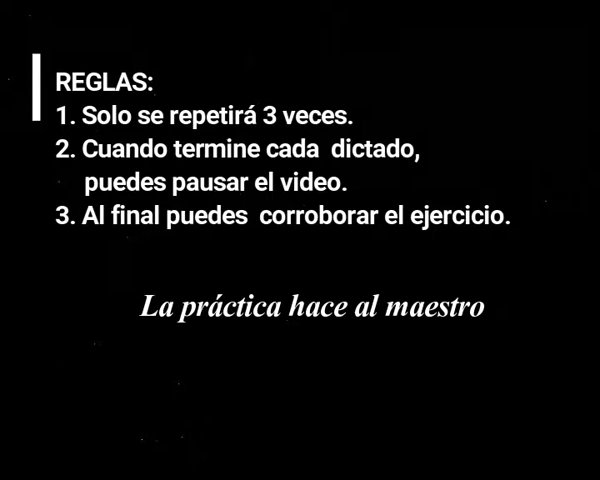 REGLAS:
1. Solo se repetirá 3 veces.
2. Cuando termine cada dictado,
puedes pausar el video.
3. Al final puedes corroborar el ejercicio.
La práctica hace al maestro